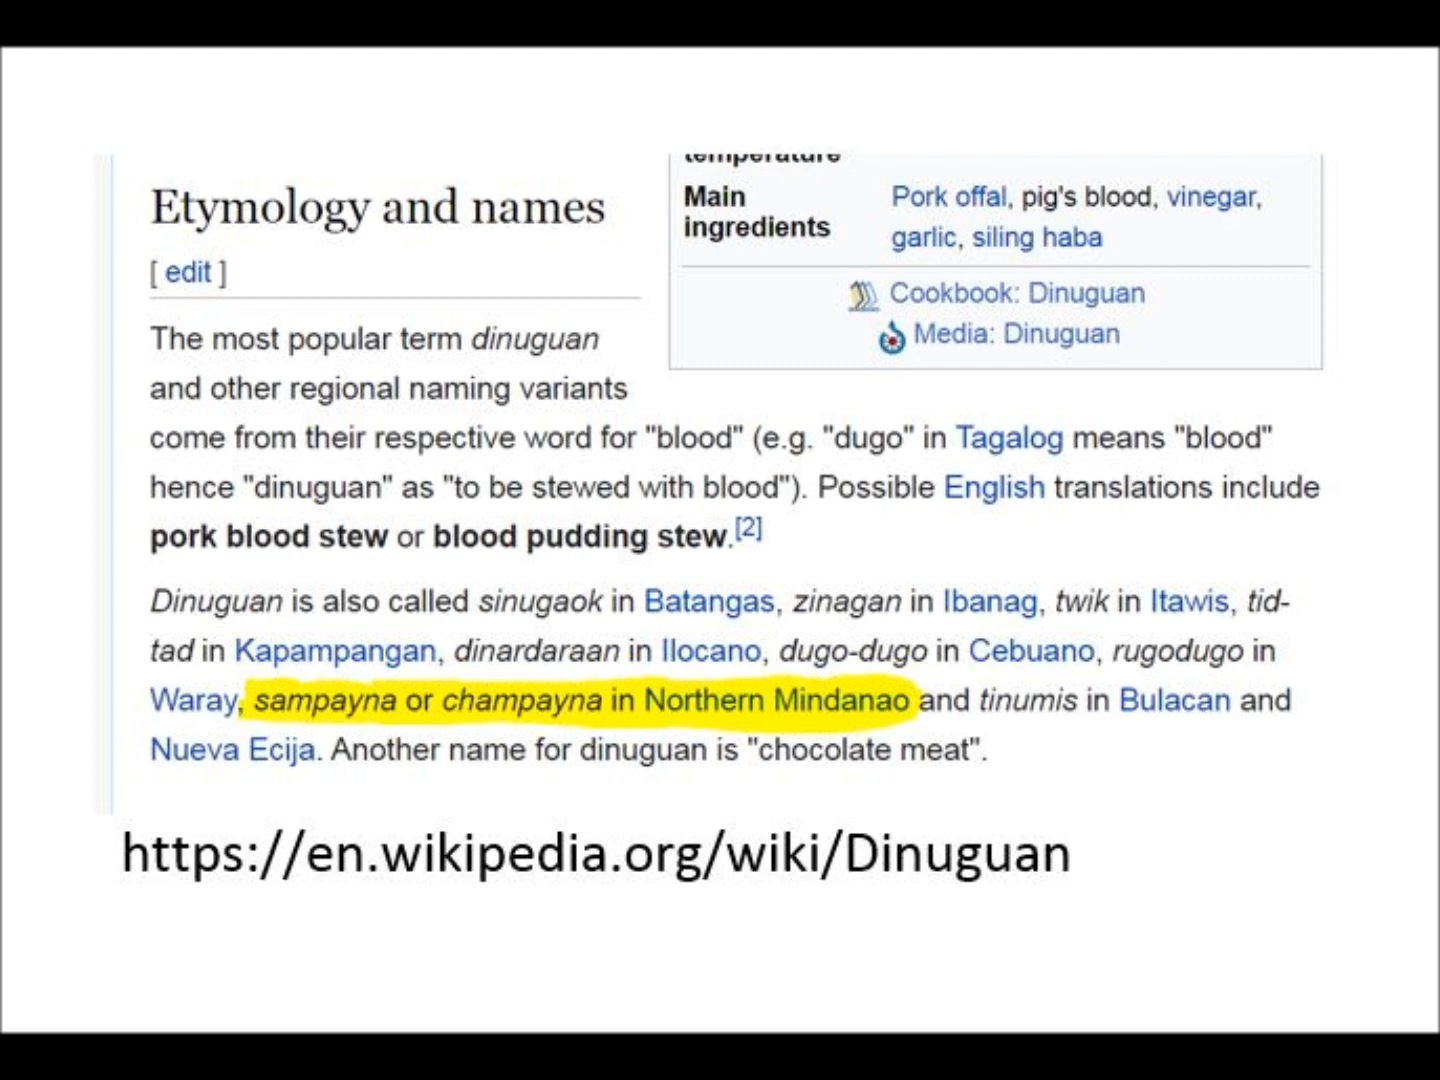 temperature
Etymology and names
[ edit ]
Main ingredients
Pork offal, pig's blood, vinegar,
garlic, siling haba
Cookbook: Dinuguan
Media: Dinuguan
The most popular term dinuguan
and other regional naming variants
come from their respective word for "blood" (e.g. "dugo" in Tagalog means "blood"
hence "dinuguan" as "to be stewed with blood"). Possible English translations include
pork blood stew or blood pudding stew.[2]
Dinuguan is also called sinugaok in Batangas, zinagan in Ibanag, twik in Itawis, tid-
tad in Kapampangan, dinardaraan in Ilocano, dugo-dugo in Cebuano, rugodugo in
Waray, sampayna or champayna in Northern Mindanao and tinumis in Bulacan and
Nueva Ecija. Another name for dinuguan is "chocolate meat".
https://en.wikipedia.org/wiki/Dinuguan